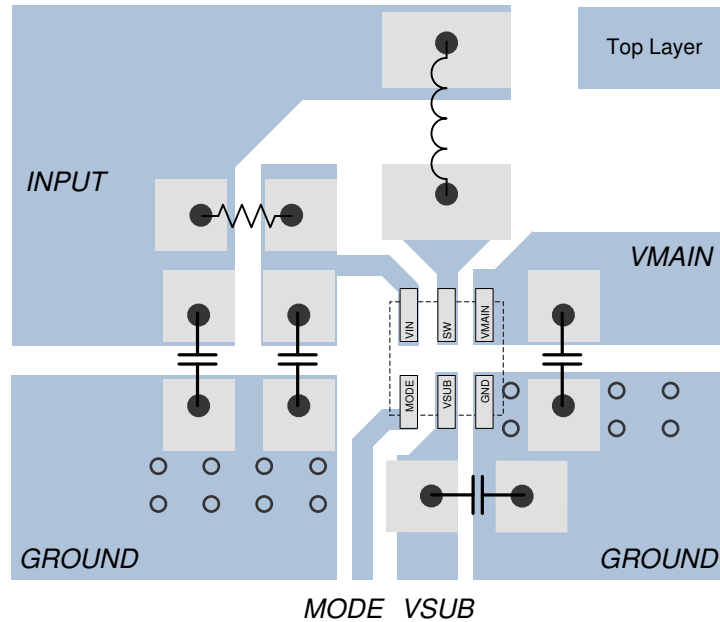 Top Layer
INPUT
VMAIN
VIN
SW
VMAIN
MODE
VSUB
GND
GROUND
GROUND
MODE VSUB